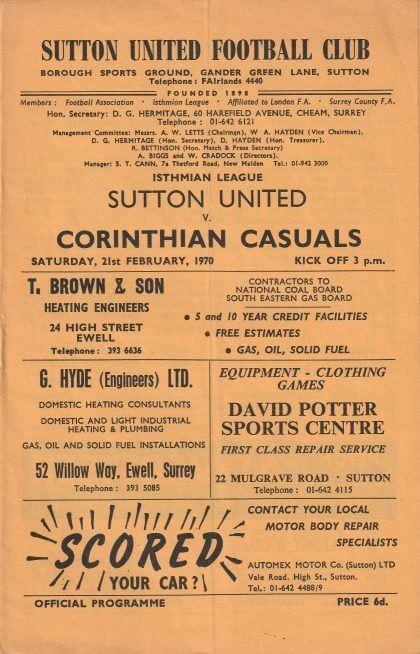 SUTTON UNITED FOOTBALL CLUB
BOROUGH SPORTS GROUND, GANDER GREEN LANE, SUTTON
Telephone: FAIrlands 4440
FOUNDED 1898
Members: Football Association · Isthmian League · Affiliated to London F.A. · Surrey County F.A.
Hon. Secretary: D. G. HERMITAGE, 60 HAREFIELD AVENUE, CHEAM, SURREY
Telephone: 01-642 6121
Management Committee: Messrs. A. W. LETTS (Chairman), W. A. HAYDEN (Vice Chairman),
D. G. HERMITAGE (Hon. Secretary), D. HAYDEN (Hon. Treasurer),
R. BETTINSON (Hon. Match & Press Secretary)
A. BIGGS and W. CRADOCK (Directors).
Manager: S. T. CANN, 7a Thetford Road, New Malden Tel.: 01-942 3000
ISTHMIAN LEAGUE
SUTTON UNITED
v.
CORINTHIAN CASUALS
SATURDAY, 21st FEBRUARY, 1970 KICK OFF 3 p.m.
T. BROWN & SON
HEATING ENGINEERS
24 HIGH STREET
EWELL
Telephone: 393 6636
CONTRACTORS TO
NATIONAL COAL BOARD
SOUTH EASTERN GAS BOARD
• 5 and 10 YEAR CREDIT FACILITIES
• FREE ESTIMATES
• GAS, OIL, SOLID FUEL
G. HYDE (Engineers) LTD.
DOMESTIC HEATING CONSULTANTS
DOMESTIC AND LIGHT INDUSTRIAL
HEATING & PLUMBING
GAS, OIL AND SOLID FUEL INSTALLATIONS
52 Willow Way, Ewell, Surrey
Telephone: 393 5085
EQUIPMENT - CLOTHING
GAMES
DAVID POTTER
SPORTS CENTRE
FIRST CLASS REPAIR SERVICE
22 MULGRAVE ROAD · SUTTON
Telephone: 01-642 4115
SCORED
YOUR CAR?
CONTACT YOUR LOCAL
MOTOR BODY REPAIR
SPECIALISTS
AUTOMEX MOTOR Co. (Sutton) LTD
Vale Road, High St., Sutton.
Tel.: 01-642 4488/9
OFFICIAL PROGRAMME PRICE 6d.